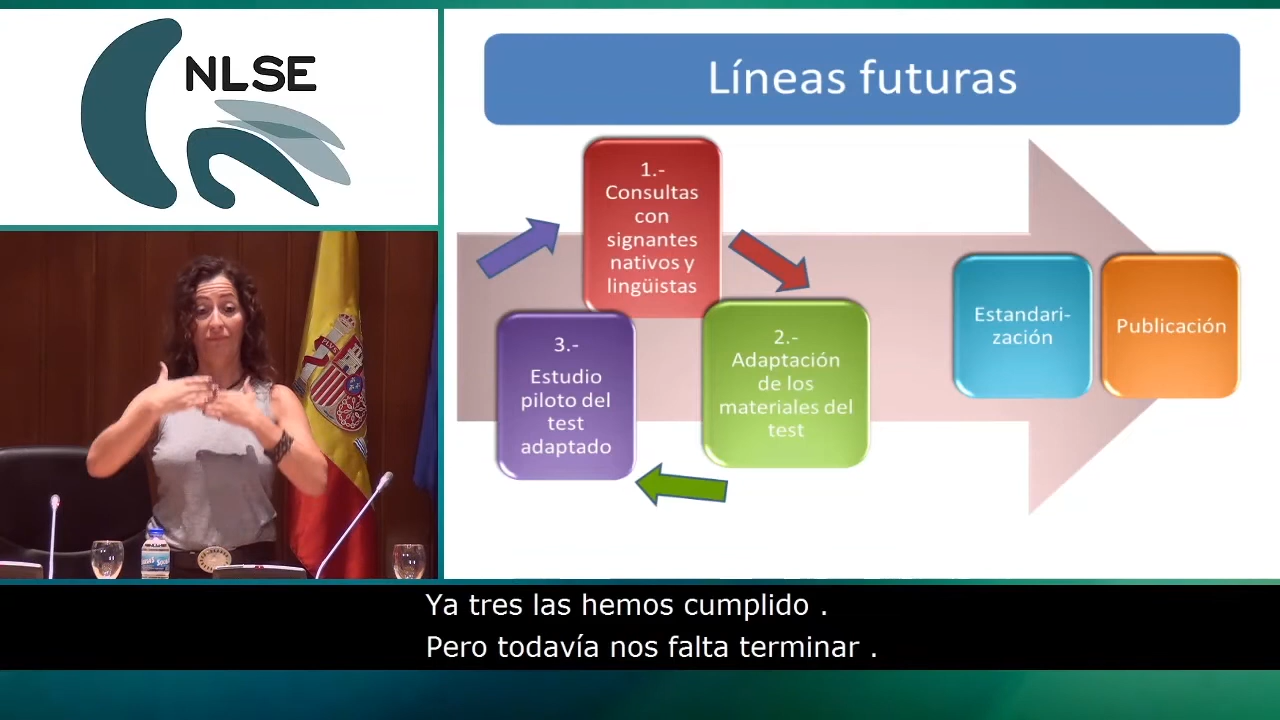 NLSE
Líneas futuras
1.-
Consultas
con
signantes
nativos y
lingüistas
2.-
Adaptación
de los
materiales del
test
3.-
Estudio
piloto del
test
adaptado
Estandari-
zación
Publicación
Ya tres las hemos cumplido .
Pero todavía nos falta terminar .